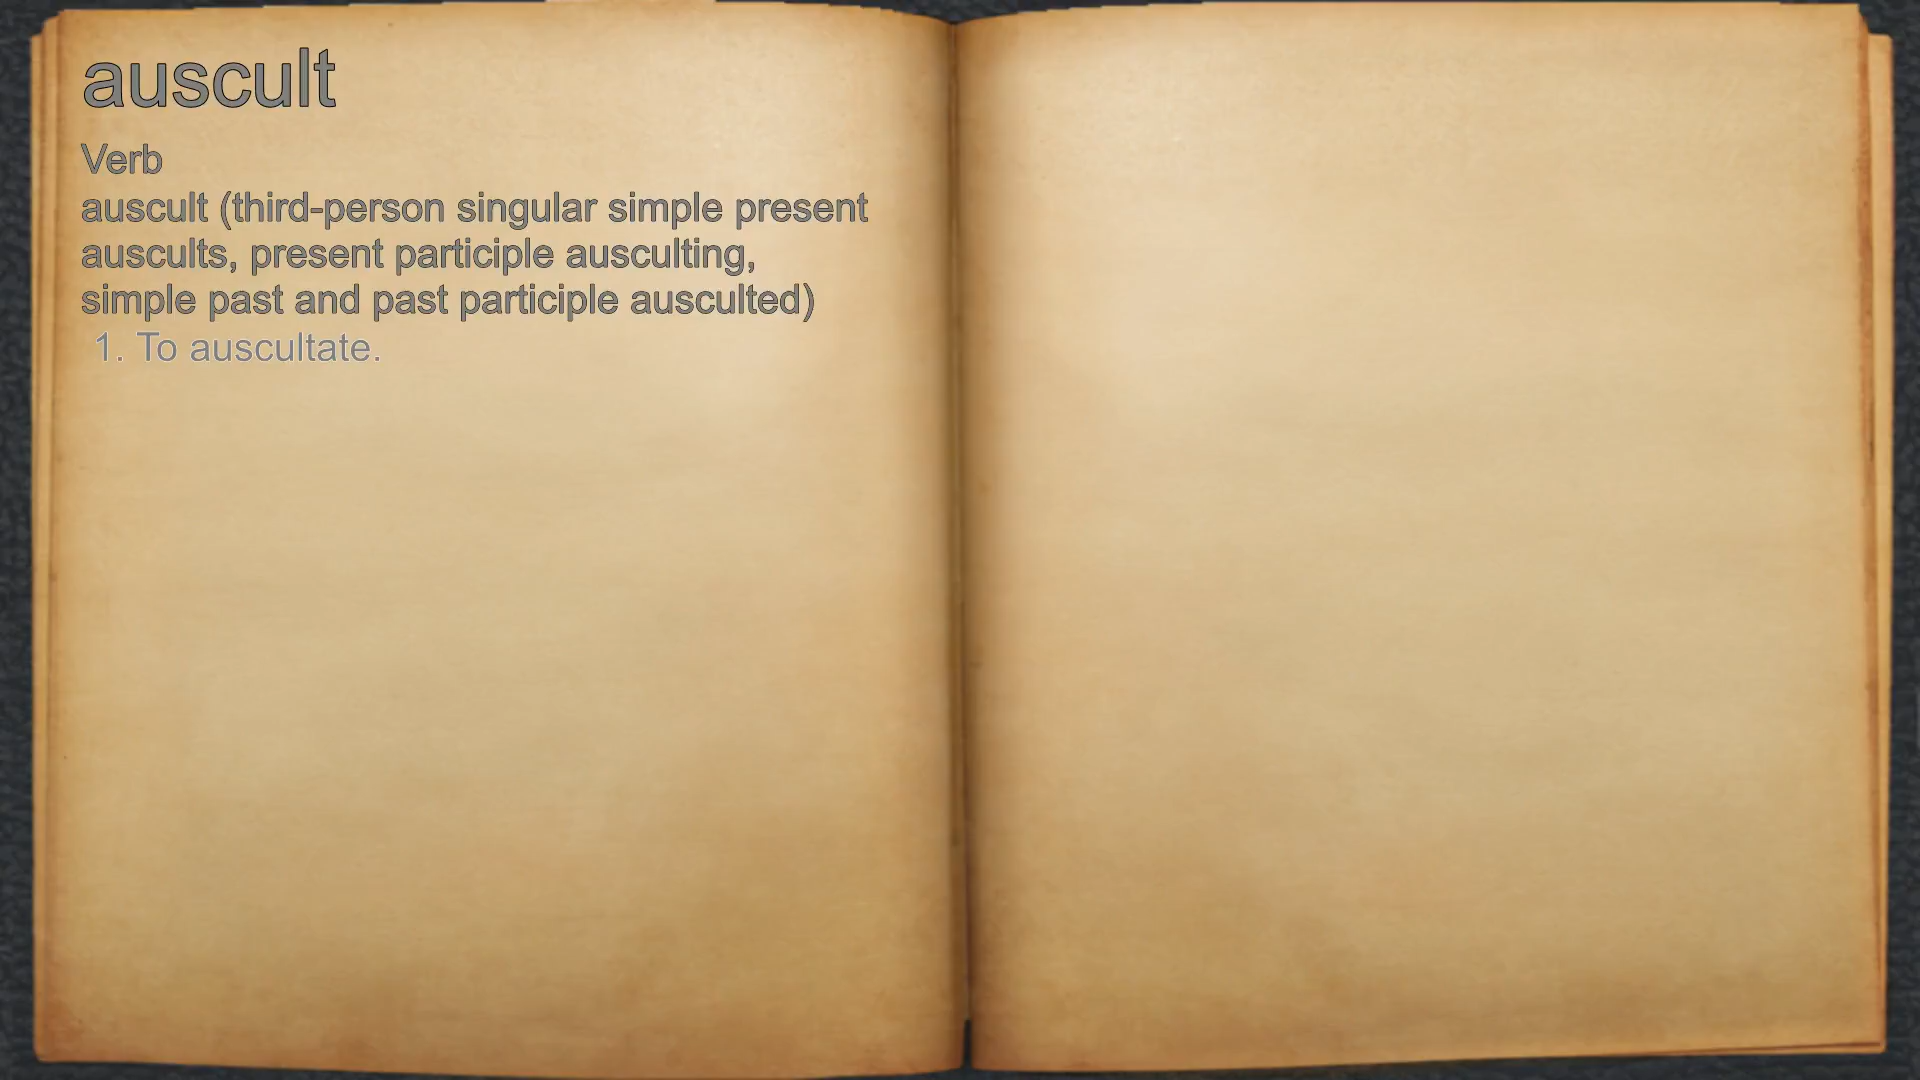 auscult
Verb
auscult (third-person singular simple present
auscults, present participle ausculting,
simple past and past participle ausculted)
1. To auscultate.